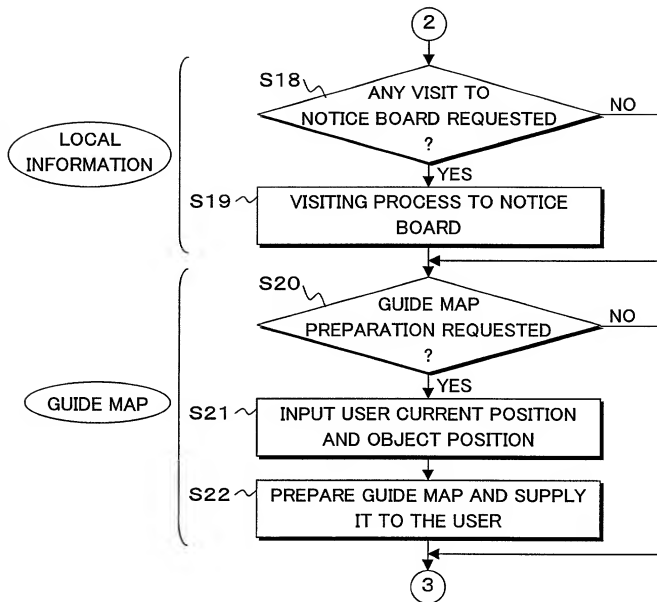 2
S18
ANY VISIT TO
NOTICE BOARD REQUESTED
?
NO
LOCAL
INFORMATION
YES
S19
VISITING PROCESS TO NOTICE
BOARD
S20
GUIDE MAP
PREPARATION REQUESTED
?
NO
GUIDE MAP
YES
S21
INPUT USER CURRENT POSITION
AND OBJECT POSITION
S22
PREPARE GUIDE MAP AND SUPPLY
IT TO THE USER
3